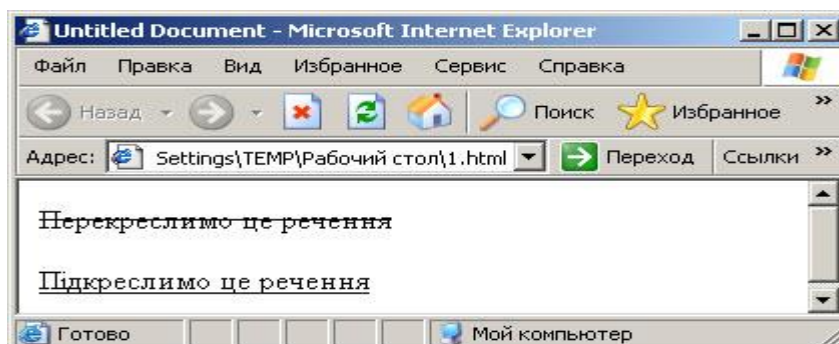 Untitled Document - Microsoft Internet Explorer
Файл Правка Вид Избранное Сервис Справка
Назад Поиск Избранное »
Адрес: Settings\TEMP\Рабочий стол\1.html Переход Ссылки »
Перекреслимо це речення
Підкреслимо це речення
Готово Мой компьютер